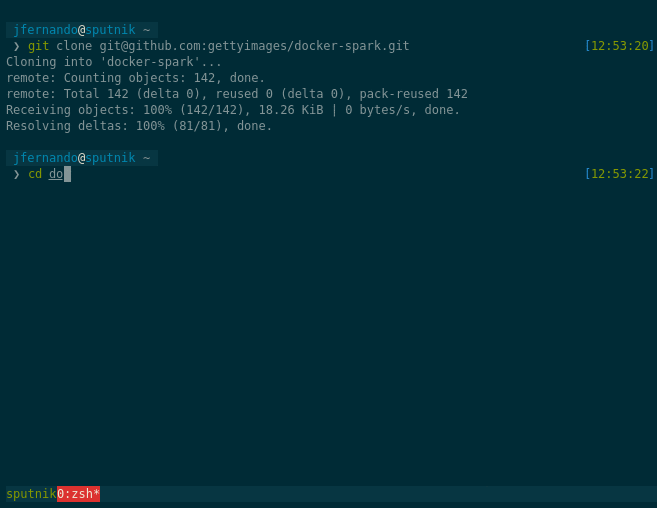 jfernando@sputnik ~
❯ git clone git@github.com:gettyimages/docker-spark.git [12:53:20]
Cloning into 'docker-spark'...
remote: Counting objects: 142, done.
remote: Total 142 (delta 0), reused 0 (delta 0), pack-reused 142
Receiving objects: 100% (142/142), 18.26 KiB | 0 bytes/s, done.
Resolving deltas: 100% (81/81), done.
jfernando@sputnik ~
❯ cd do [12:53:22]
sputnik 0:zsh*